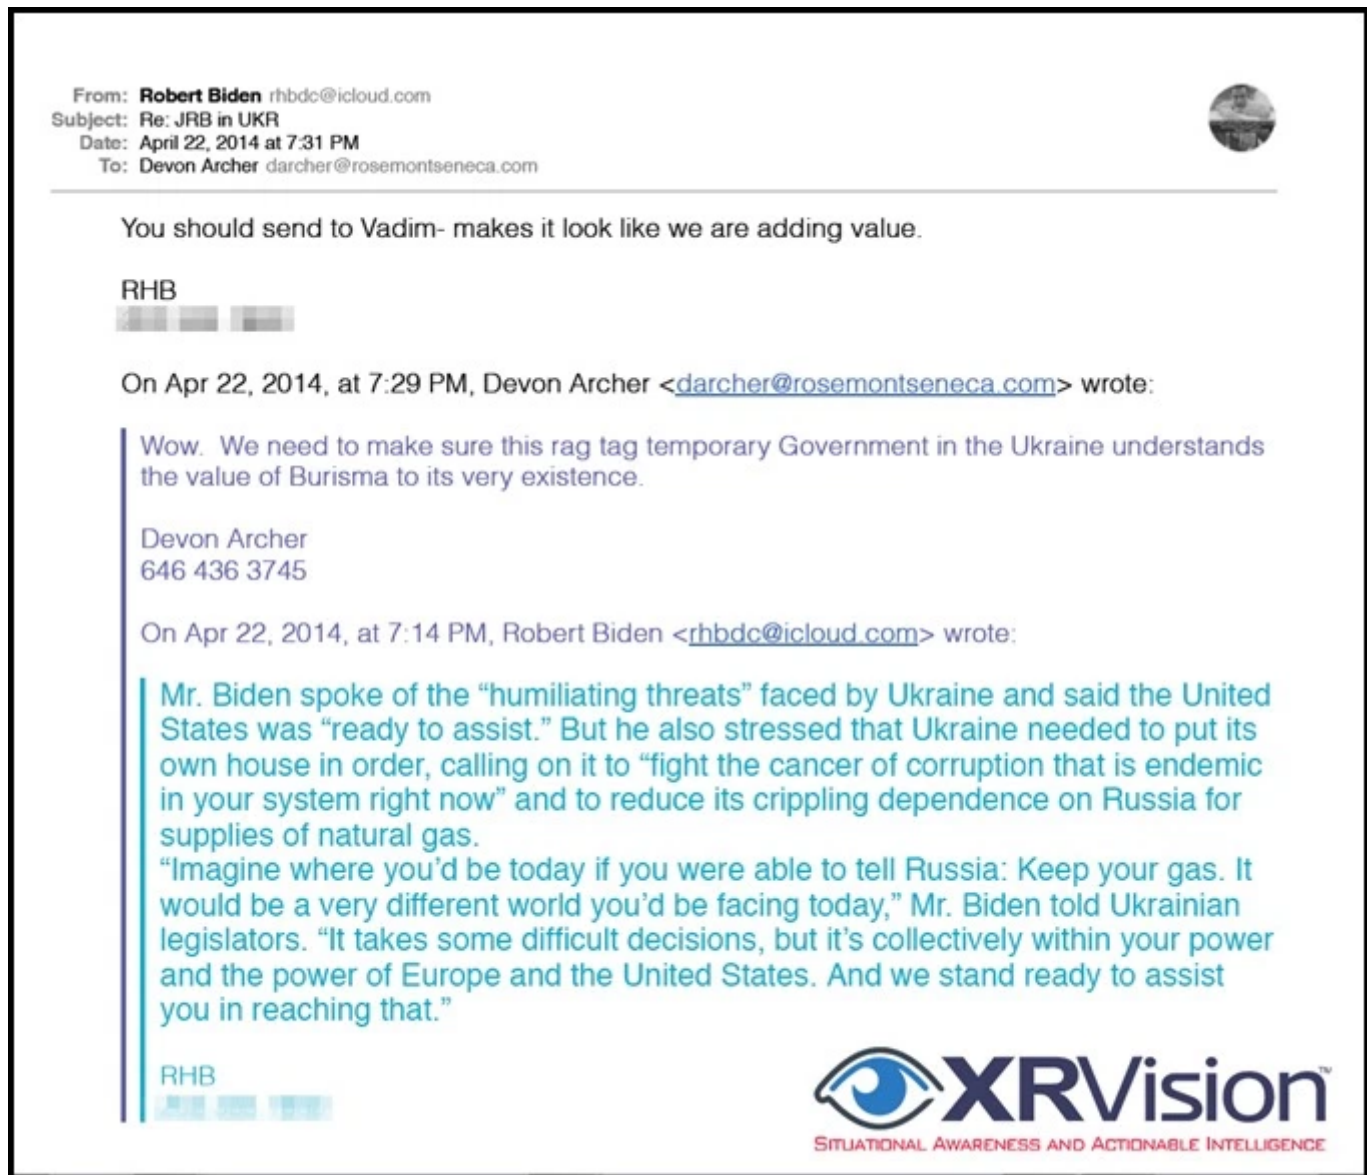 From: Robert Biden rhbdc@icloud.com
Subject: Re: JRB in UKR
Date: April 22, 2014 at 7:31 PM
To: Devon Archer darcher@rosemontseneca.com
You should send to Vadim- makes it look like we are adding value.
RHB
On Apr 22, 2014, at 7:29 PM, Devon Archer <darcher@rosemontseneca.com> wrote:
Wow.  We need to make sure this rag tag temporary Government in the Ukraine understands
the value of Burisma to its very existence.
Devon Archer
646 436 3745
On Apr 22, 2014, at 7:14 PM, Robert Biden <rhbdc@icloud.com> wrote:
Mr. Biden spoke of the “humiliating threats” faced by Ukraine and said the United
States was “ready to assist.” But he also stressed that Ukraine needed to put its
own house in order, calling on it to “fight the cancer of corruption that is endemic
in your system right now” and to reduce its crippling dependence on Russia for
supplies of natural gas.
“Imagine where you’d be today if you were able to tell Russia: Keep your gas. It
would be a very different world you’d be facing today,” Mr. Biden told Ukrainian
legislators. “It takes some difficult decisions, but it’s collectively within your power
and the power of Europe and the United States. And we stand ready to assist
you in reaching that.”
RHB
XRVision™
SITUATIONAL AWARENESS AND ACTIONABLE INTELLIGENCE